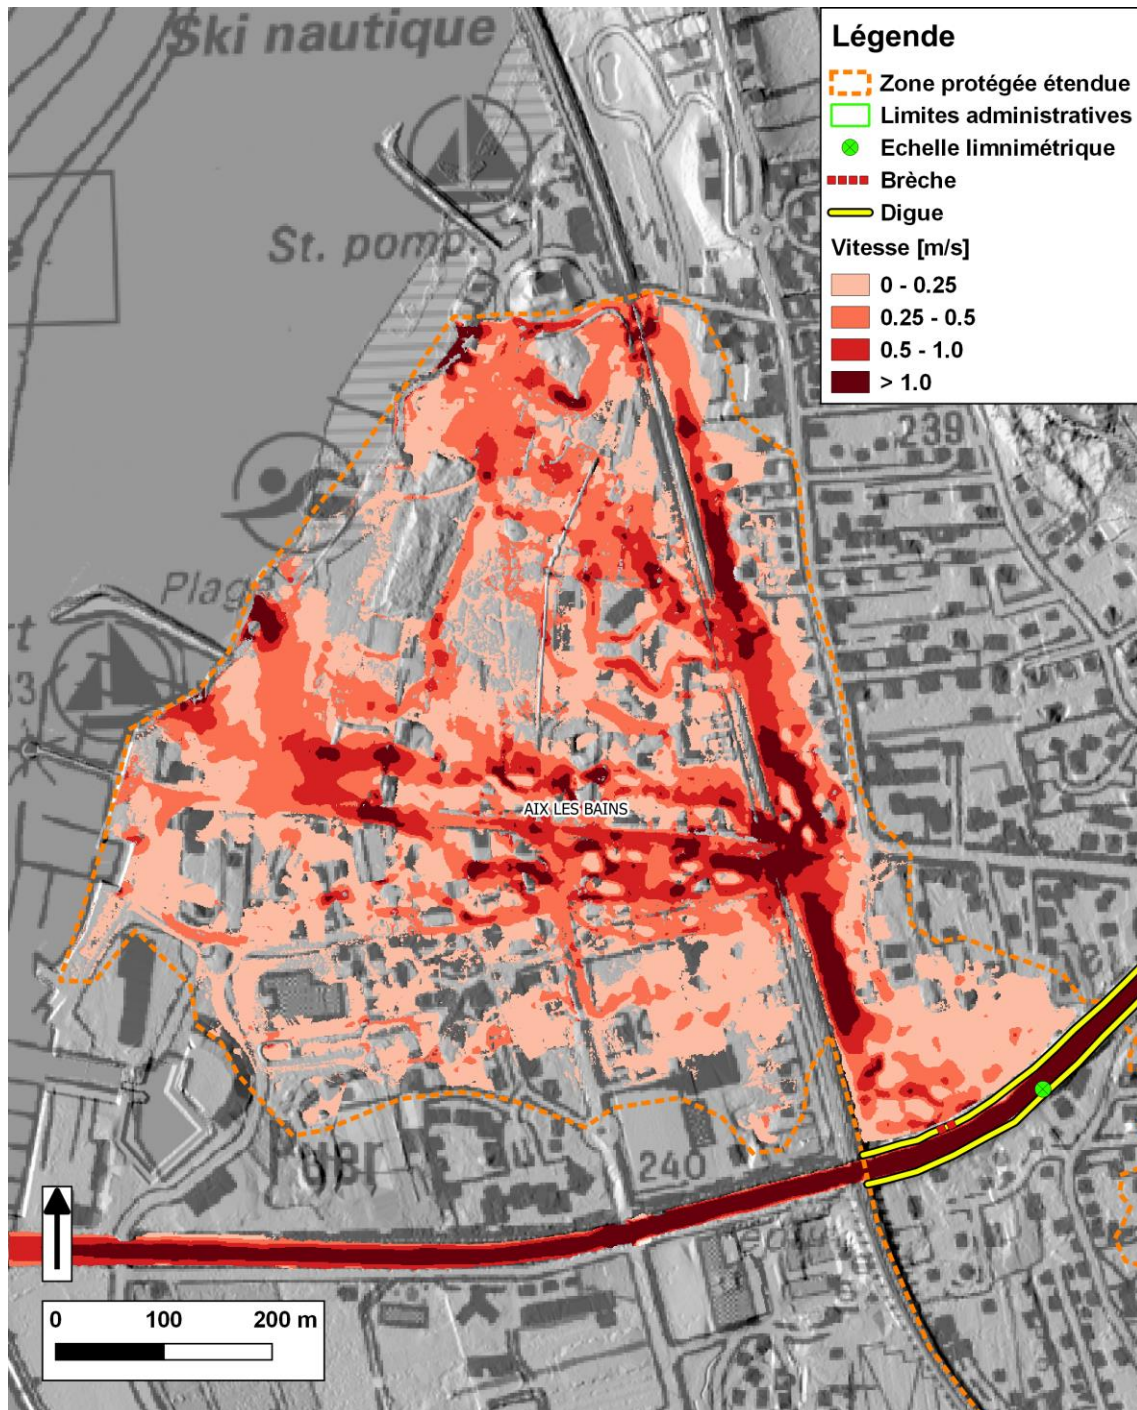 Ski nautique
St. pomp.
Plage
239
AIX LES BAINS
240
Légende
Zone protégée étendue
Limites administratives
Echelle limnimétrique
Brèche
Digue
Vitesse [m/s]
0 - 0.25
0.25 - 0.5
0.5 - 1.0
> 1.0
0 100 200 m